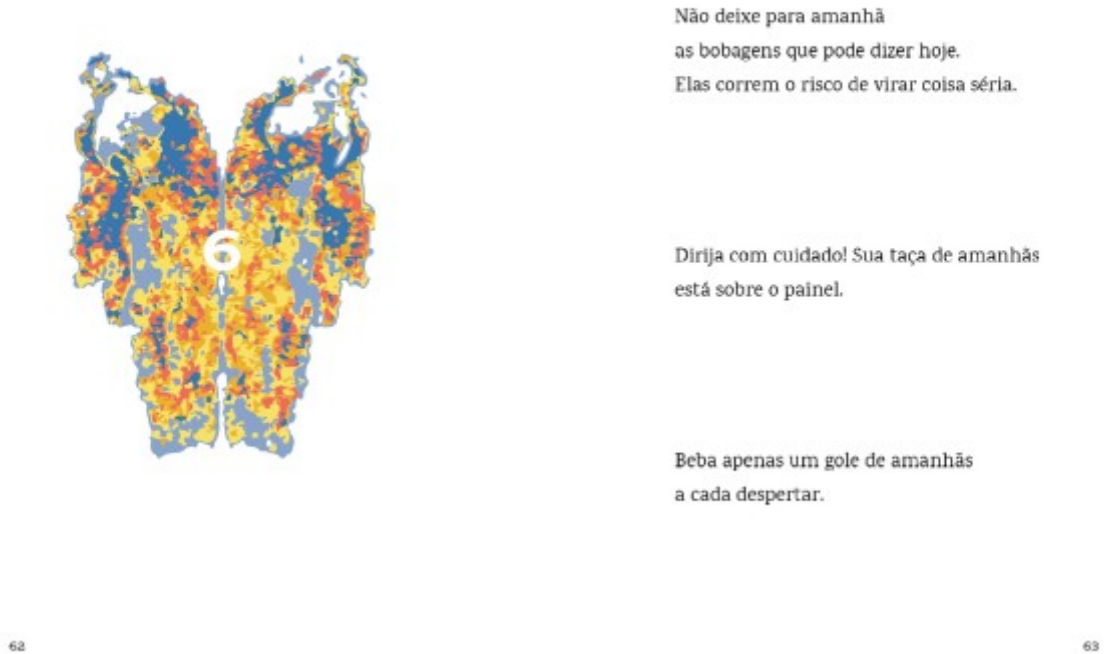 6
62
Não deixe para amanhã
as bobagens que pode dizer hoje.
Elas correm o risco de virar coisa séria.
Dirija com cuidado! Sua taça de amanhãs
está sobre o painel.
Beba apenas um gole de amanhãs
a cada despertar.
63